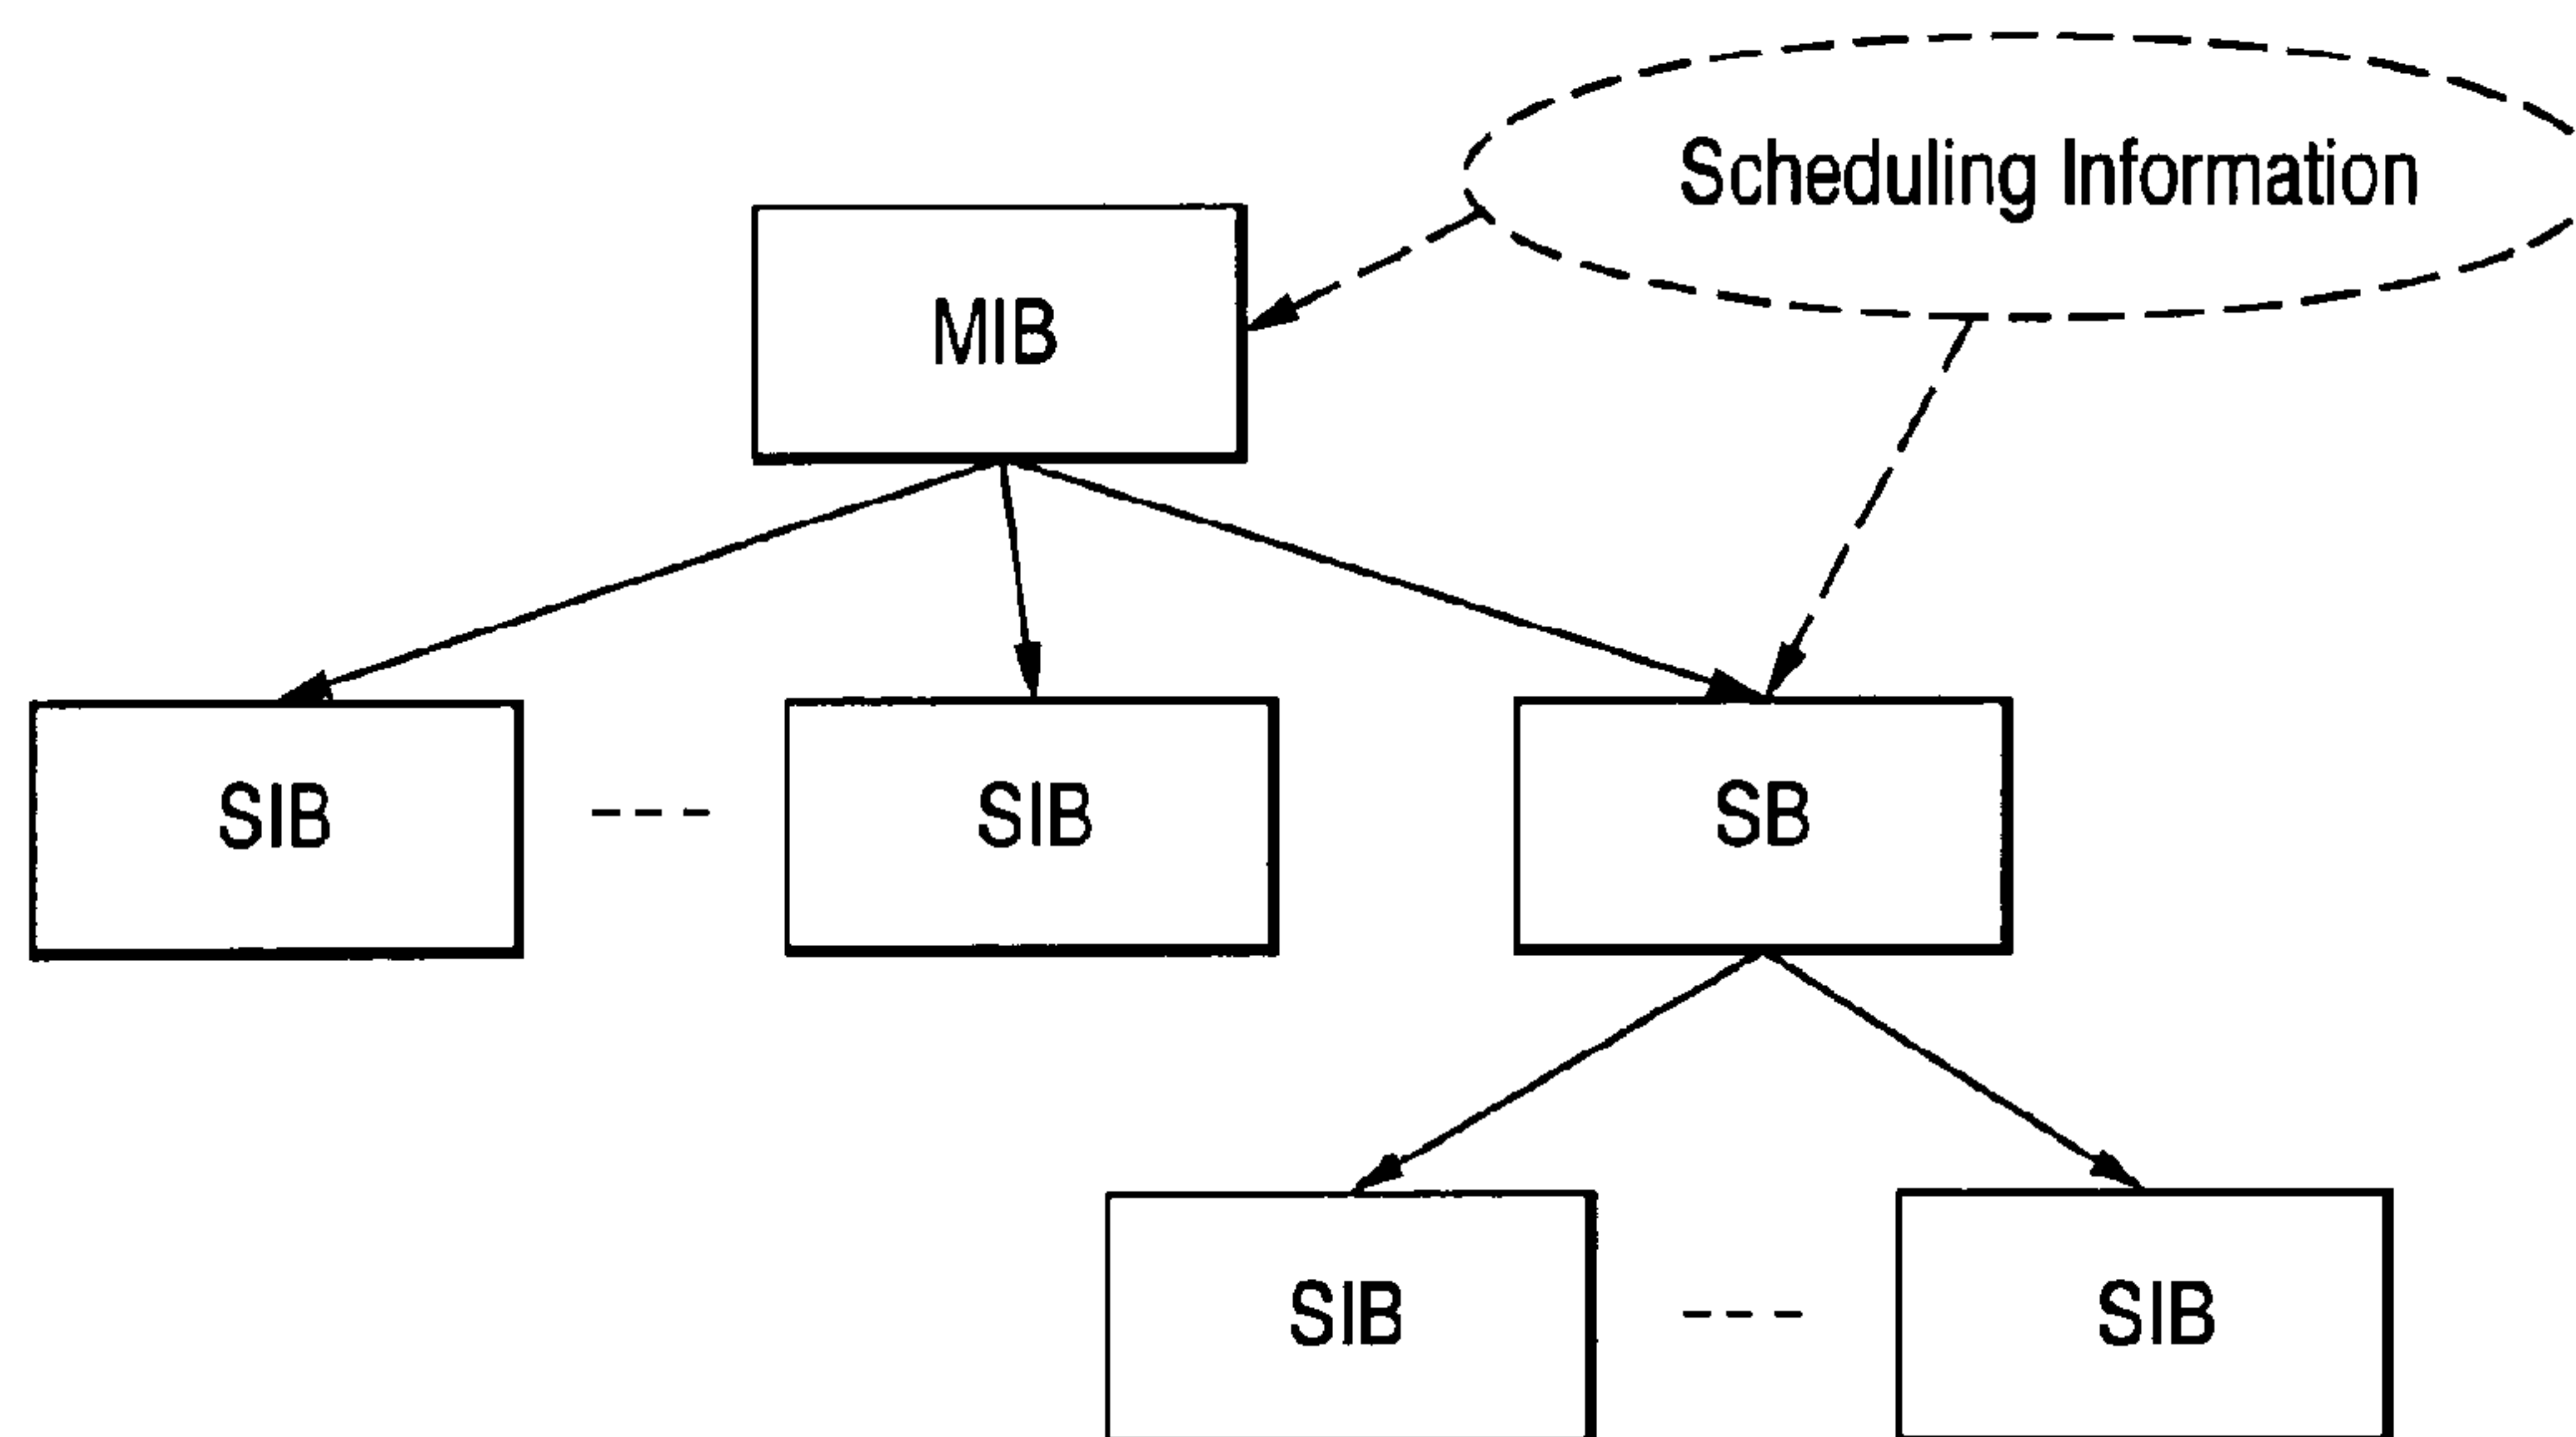 Scheduling Information
MIB
SIB
SIB
SB
SIB
SIB